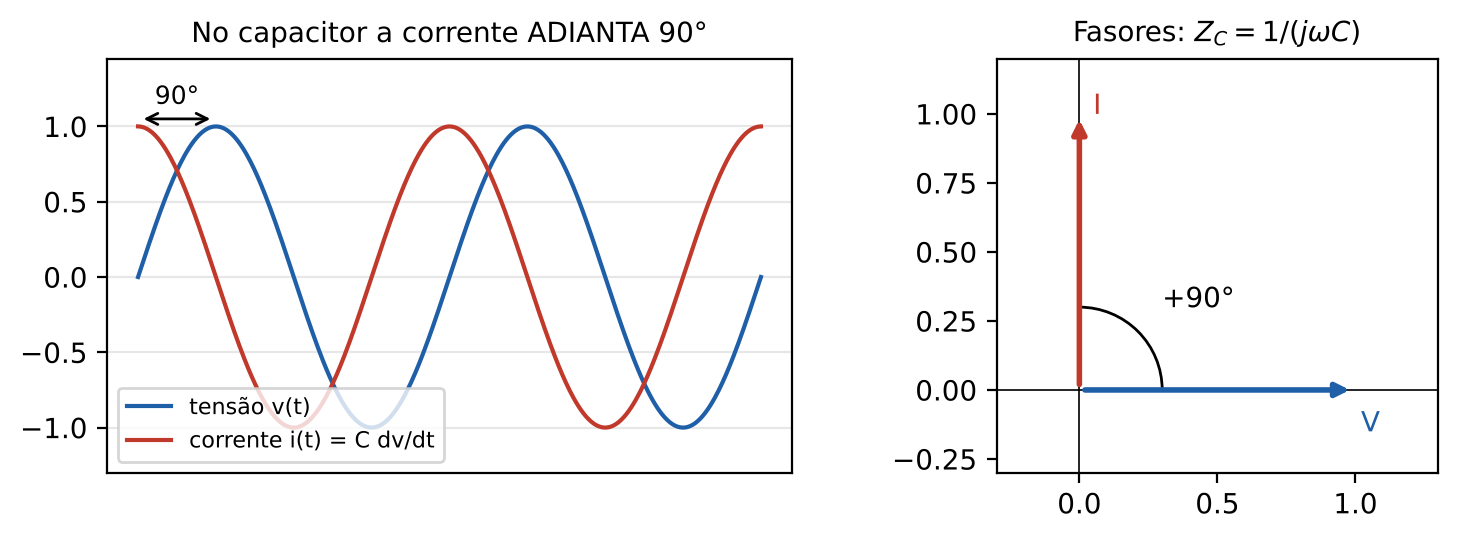 No capacitor a corrente ADIANTA 90°
90°
1.0
0.5
0.0
−0.5
−1.0
tensão v(t)
corrente i(t) = C dv/dt
Fasores: $Z_C = 1/(j\omega C)$
I
1.00
0.75
0.50
+90°
0.25
0.00
V
−0.25
0.0
0.5
1.0